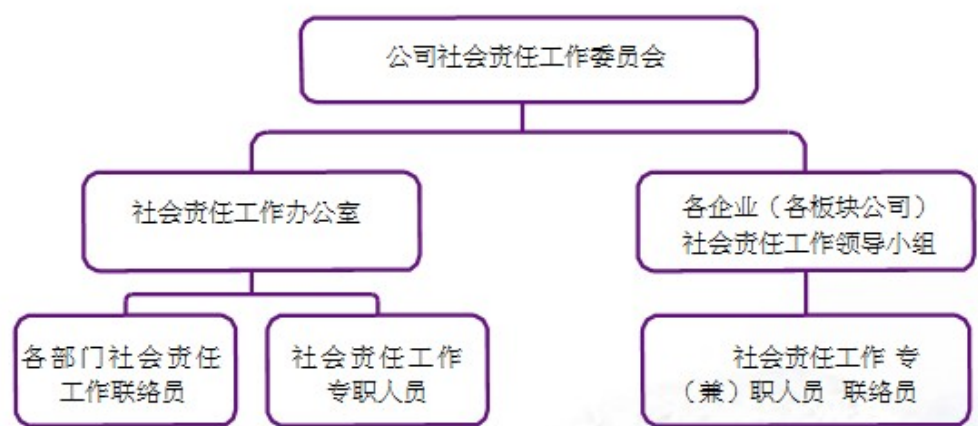 公司社会责任工作委员会
社会责任工作办公室
各企业（各板块公司）
社会责任工作领导小组
各部门社会责任
工作联络员
社会责任工作
专职人员
社会责任工作 专
（兼）职人员 联络员